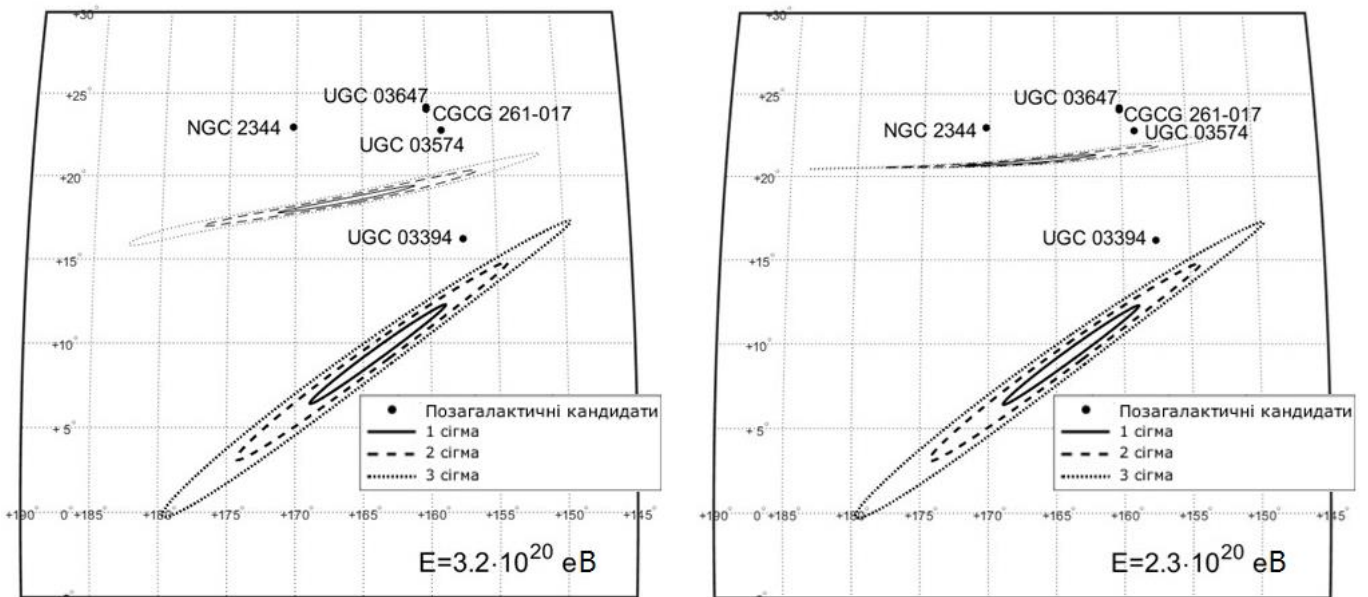 +30°
+25°
UGC 03647
CGCG 261-017
NGC 2344
UGC 03574
+20°
UGC 03394
+15°
+10°
Позагалактичні кандидати
1 сігма
+ 5°
2 сігма
3 сігма
+190° 0° +185° +180° +175° +170° +165° +160° +155° +150° +145°
E=3.2·10²⁰ еВ
+30°
+25°
UGC 03647
CGCG 261-017
NGC 2344
UGC 03574
+20°
UGC 03394
+15°
+10°
Позагалактичні кандидати
1 сігма
+ 5°
2 сігма
3 сігма
+190° 0° +185° +180° +175° +170° +165° +160° +155° +150° +145°
E=2.3·10²⁰ еВ